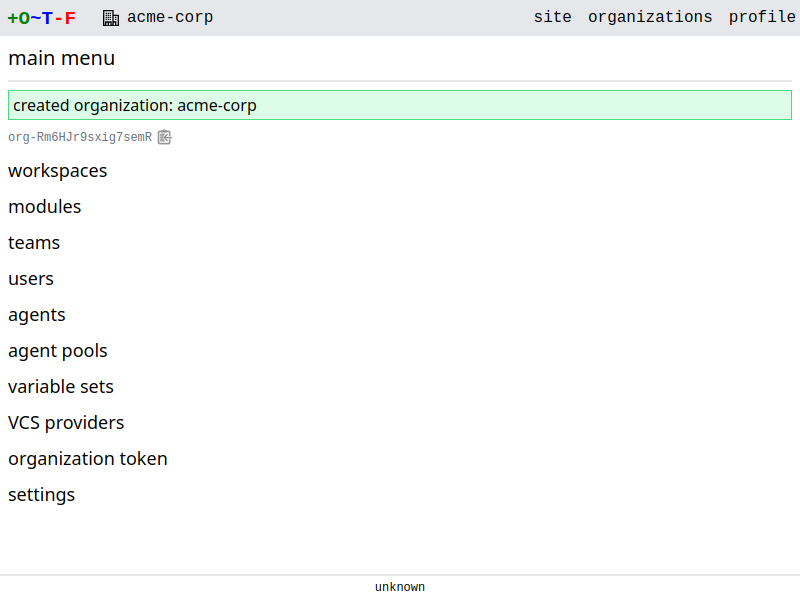 +O~T-F acme-corp site organizations profile
main menu
created organization: acme-corp
org-Rm6HJr9sxig7semR
workspaces
modules
teams
users
agents
agent pools
variable sets
VCS providers
organization token
settings
unknown